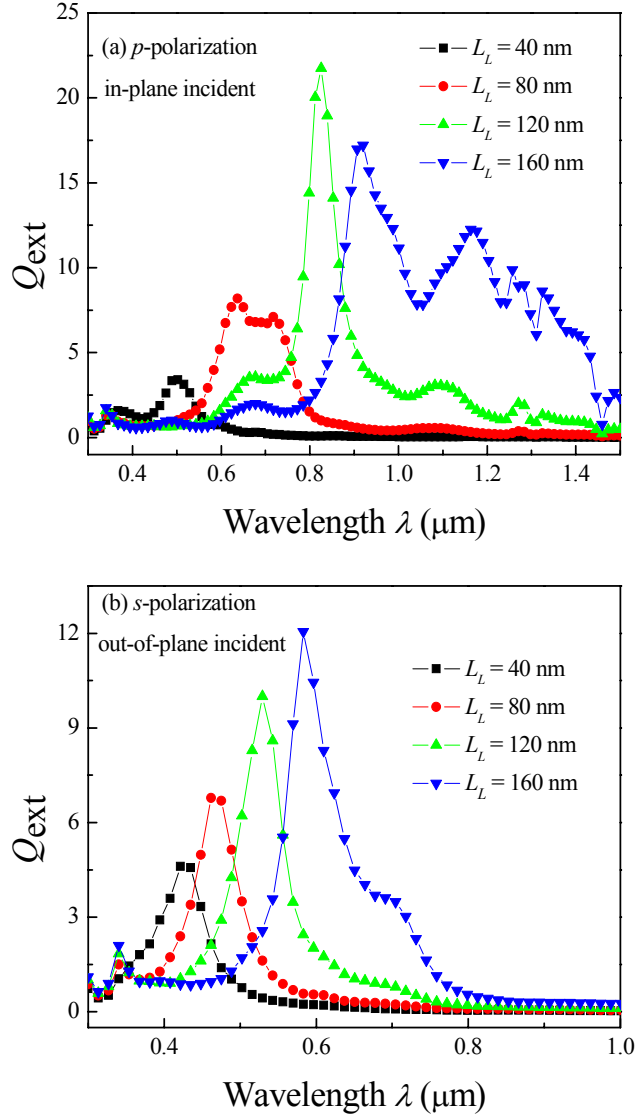 (a) p-polarization
in-plane incident
L_L = 40 nm
L_L = 80 nm
L_L = 120 nm
L_L = 160 nm
25
20
15
10
5
0
Q_ext
0.4 0.6 0.8 1.0 1.2 1.4
Wavelength λ (μm)
(b) s-polarization
out-of-plane incident
L_L = 40 nm
L_L = 80 nm
L_L = 120 nm
L_L = 160 nm
12
9
6
3
0
Q_ext
0.4 0.6 0.8 1.0
Wavelength λ (μm)